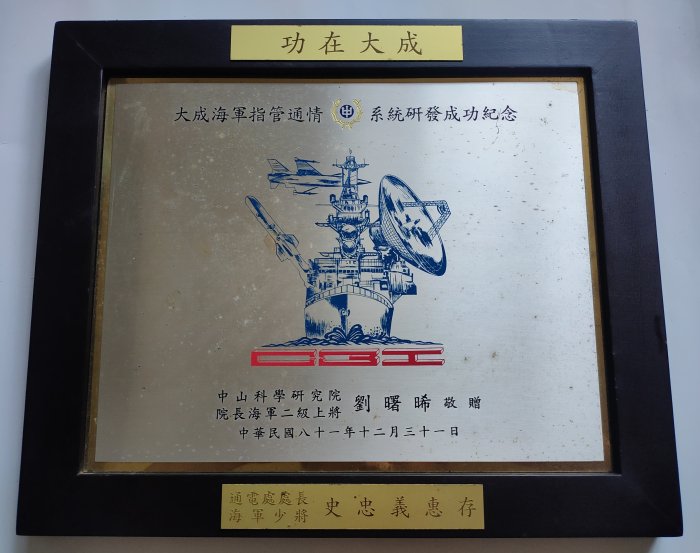 功在大成
大成海軍指管通情 中 系統研發成功紀念
C3I
中山科學研究院
院長海軍二級上將 劉曙晞 敬贈
中華民國八十一年十二月三十一日
通電處處長
海軍少將 史忠義惠存